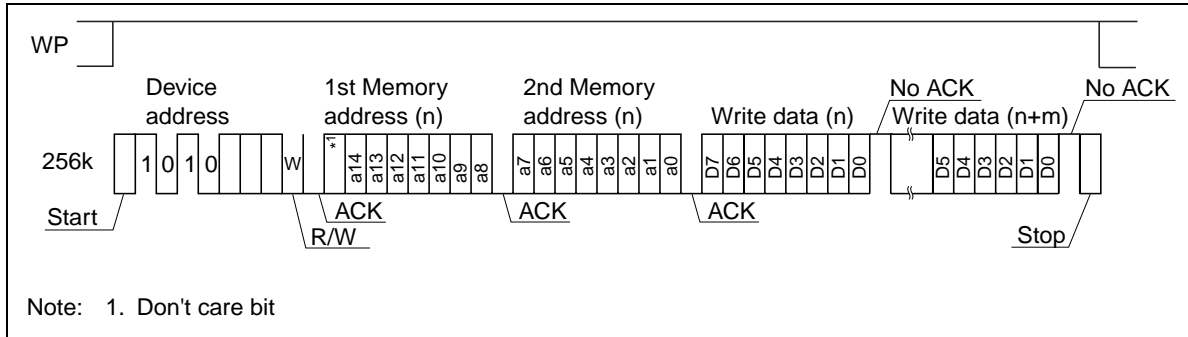 WP
Device address
1st Memory address (n)
2nd Memory address (n)
Write data (n)
No ACK
Write data (n+m)
No ACK
256k
1 0 1 0
W
*1 a14 a13 a12 a11 a10 a9 a8
a7 a6 a5 a4 a3 a2 a1 a0
D7 D6 D5 D4 D3 D2 D1 D0
D5 D4 D3 D2 D1 D0
Start
R/W
ACK
ACK
ACK
Stop
Note: 1. Don't care bit